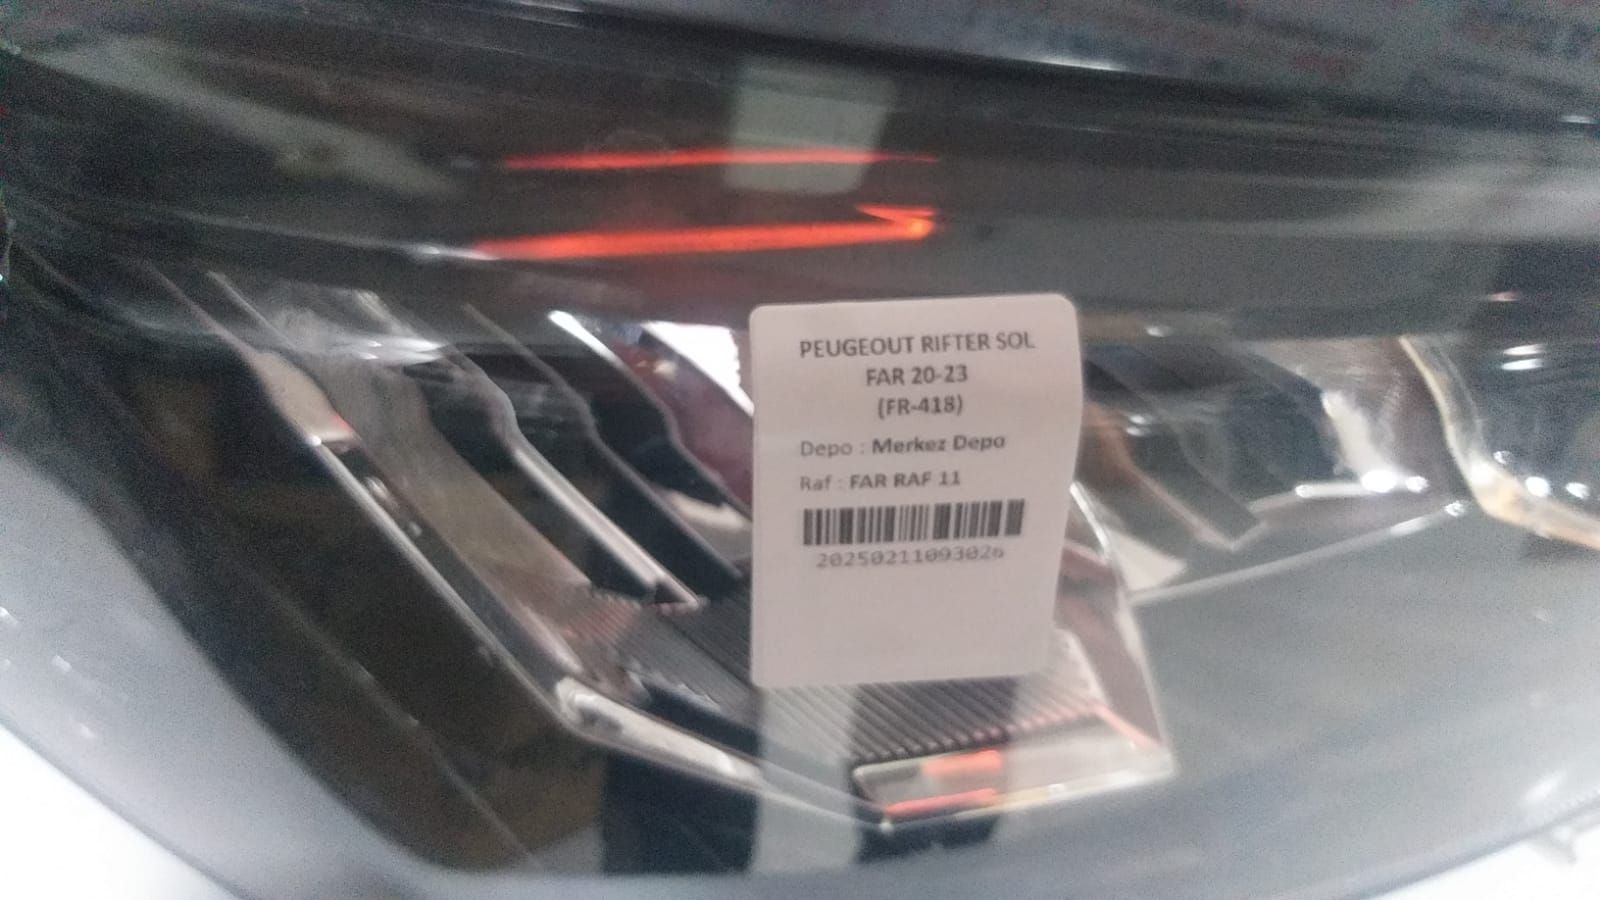 PEUGEOUT RIFTER SOL
FAR 20-23
(FR-418)
Depo : Merkez Depo
Raf : FAR RAF 11
20250211093026